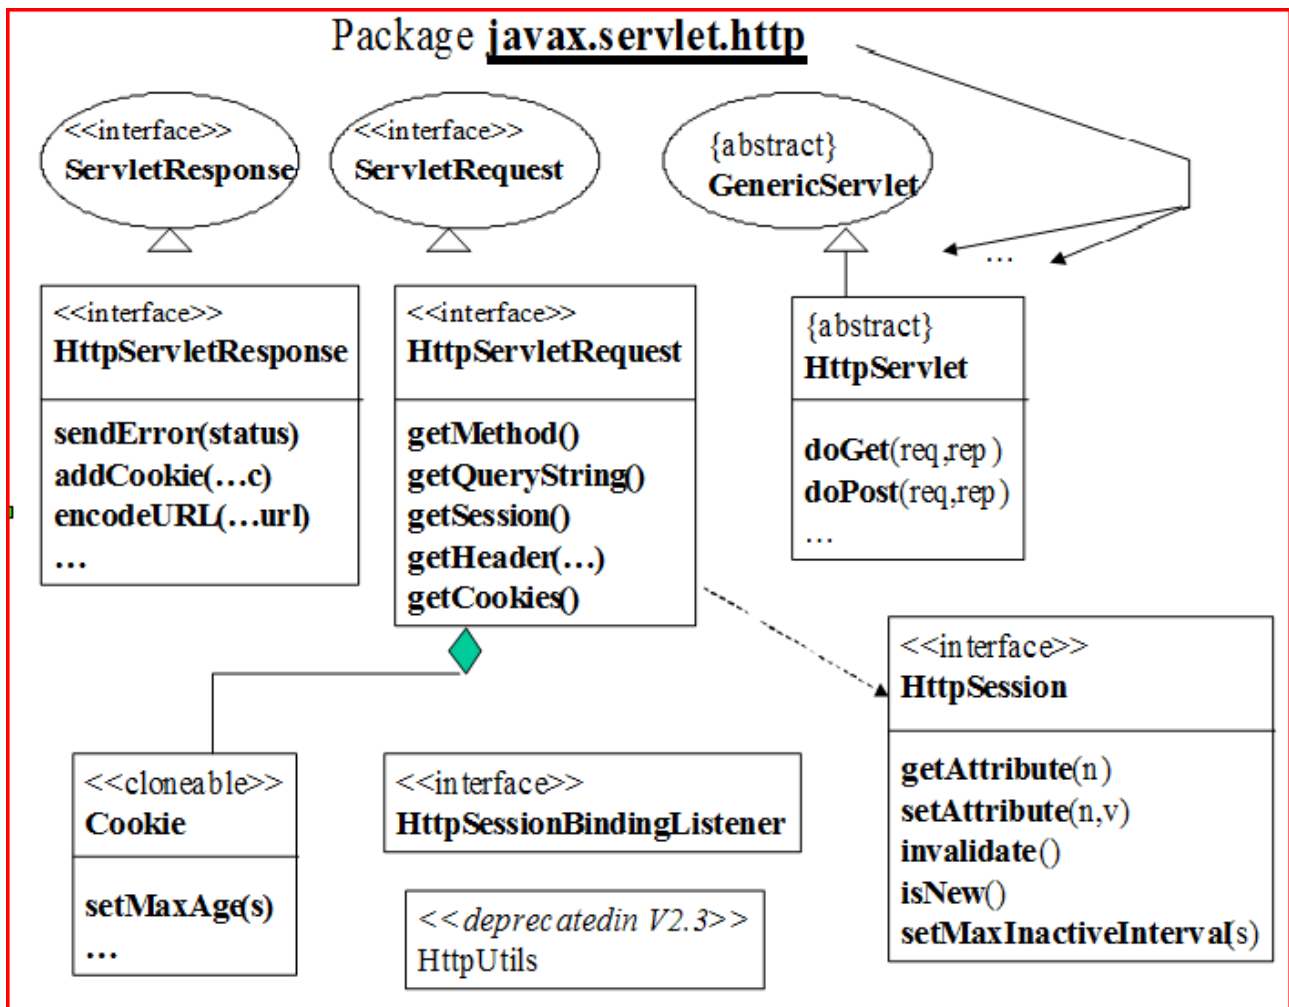 Package javax.servlet.http
<<interface>>
ServletResponse
<<interface>>
ServletRequest
{abstract}
GenericServlet
...
<<interface>>
HttpServletResponse
sendError(status)
addCookie(...c)
encodeURL(...url)
...
<<interface>>
HttpServletRequest
getMethod()
getQueryString()
getSession()
getHeader(...)
getCookies()
{abstract}
HttpServlet
doGet(req,rep)
doPost(req,rep)
...
<<interface>>
HttpSession
getAttribute(n)
setAttribute(n,v)
invalidate()
isNew()
setMaxInactiveInterval(s)
<<cloneable>>
Cookie
setMaxAge(s)
...
<<interface>>
HttpSessionBindingListener
<<deprecatedin V2.3>>
HttpUtils